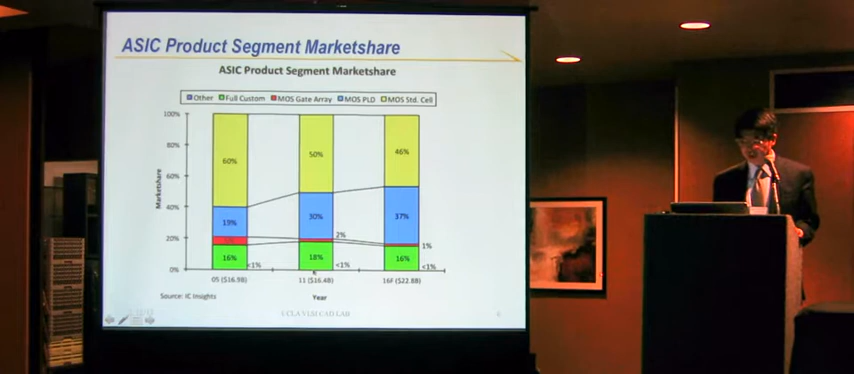 ASIC Product Segment Marketshare
ASIC Product Segment Marketshare
Other Full Custom MOS Gate Array MOS PLD MOS Std. Cell
100%
80%
60%
40%
20%
0%
Marketshare
60%
50%
46%
19%
30%
37%
2%
1%
16%
18%
16%
<1%
<1%
<1%
05 ($16.9B) 11 ($16.4B) 16F ($22.8B)
Source: IC Insights
Year
UCLA VLSI CAD LAB
6